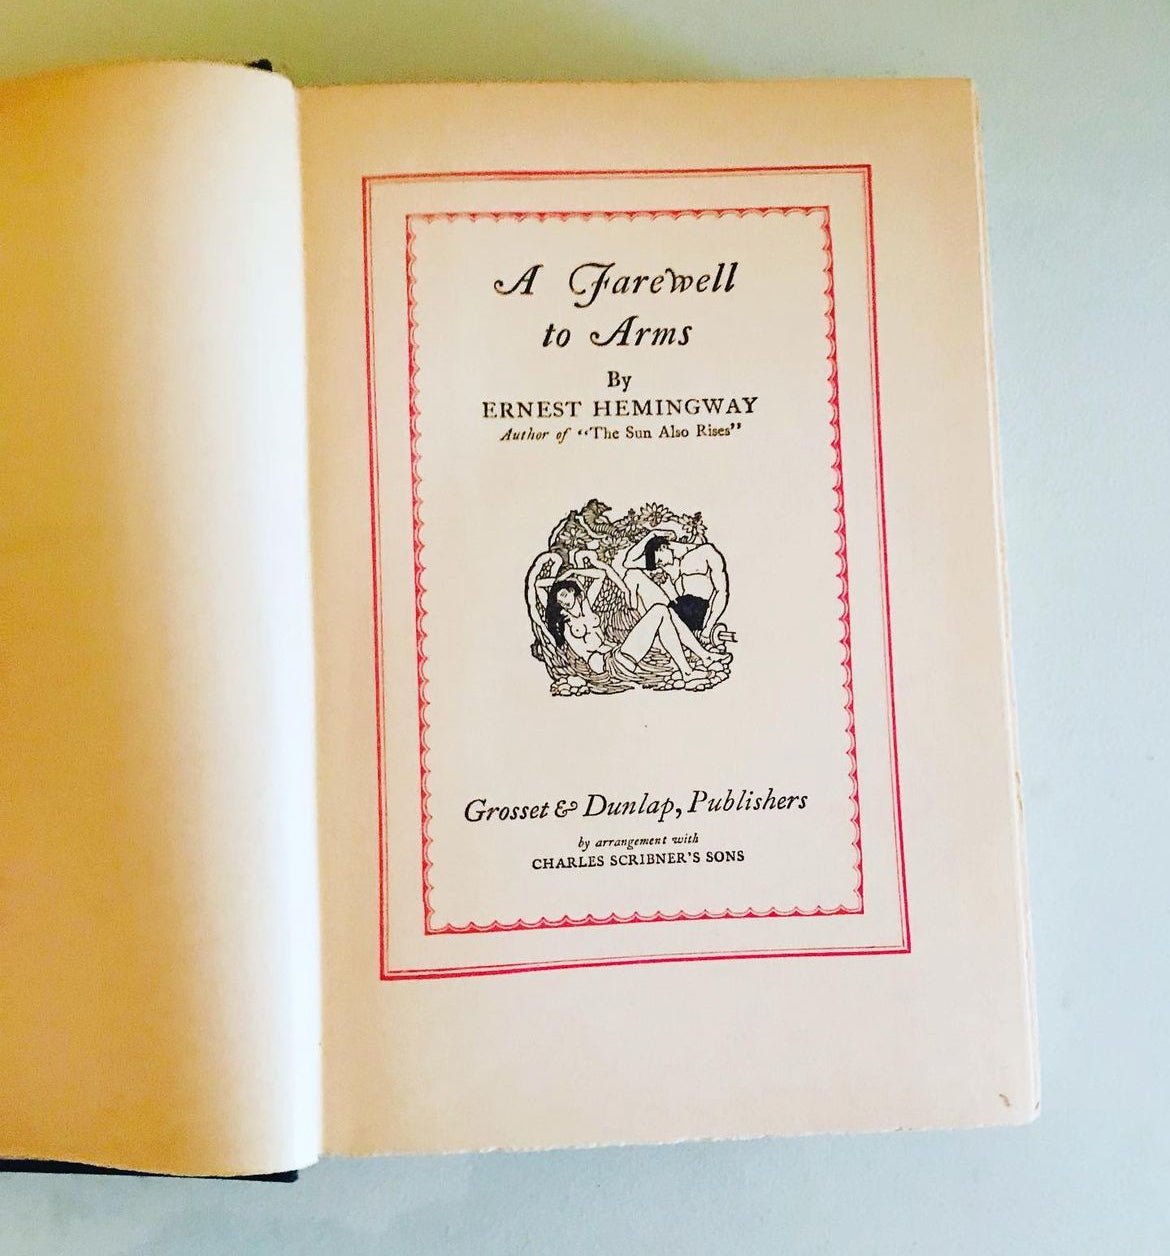 A Farewell
to Arms
By
ERNEST HEMINGWAY
Author of “The Sun Also Rises”
Grosset & Dunlap, Publishers
by arrangement with
CHARLES SCRIBNER'S SONS